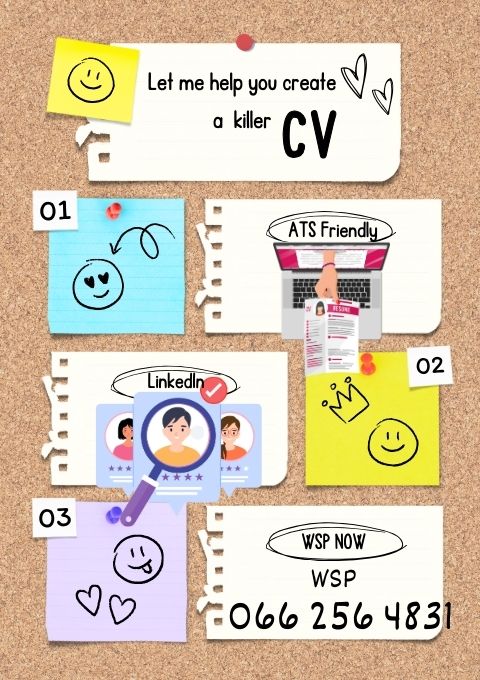 Let me help you create
a killer CV
01
ATS Friendly
RESUME
LinkedIn
02
03
WSP NOW
WSP
066 256 4831